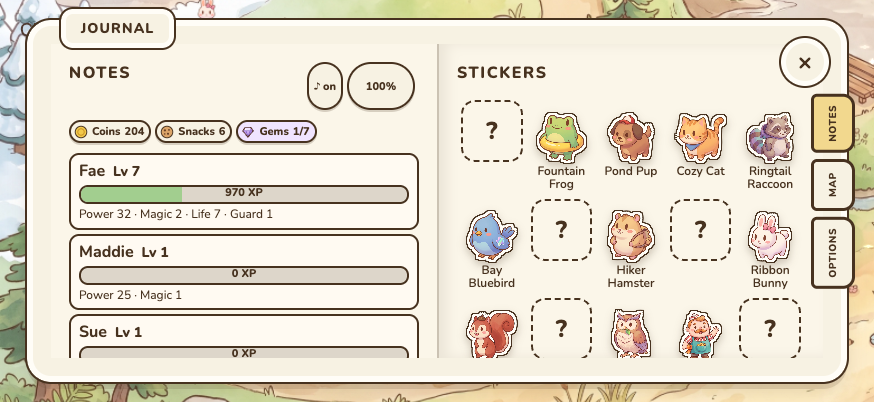 JOURNAL
NOTES
♪ on
100%
Coins 204
Snacks 6
Gems 1/7
Fae Lv 7
970 XP
Power 32 · Magic 2 · Life 7 · Guard 1
Maddie Lv 1
0 XP
Power 25 · Magic 1
Sue Lv 1
0 XP
STICKERS
×
?
Fountain
Frog
Pond Pup
Cozy Cat
Ringtail
Raccoon
Bay
Bluebird
?
Hiker
Hamster
?
Ribbon
Bunny
?
?
NOTES
MAP
OPTIONS